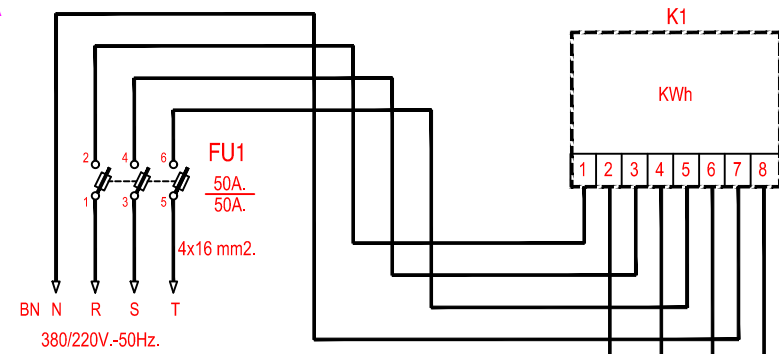 K1
KWh
1 2 3 4 5 6 7 8
2 4 6
FU1
50A.
50A.
1 3 5
4x16 mm2.
BN N R S T
380/220V.-50Hz.